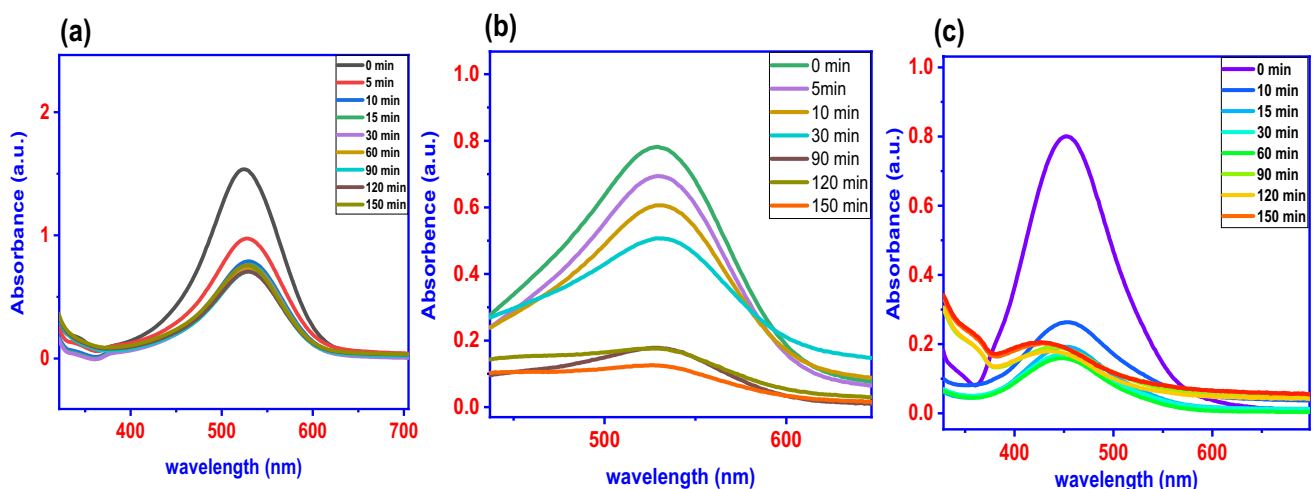 (a)
2
1
0
400
500
600
700
Absorbance (a.u.)
wavelength (nm)
0 min
5 min
10 min
15 min
30 min
60 min
90 min
120 min
150 min
(b)
1.0
0.8
0.6
0.4
0.2
0.0
500
600
Absorbence (a.u.)
wavelength (nm)
0 min
5min
10 min
30 min
90 min
120 min
150 min
(c)
1.0
0.8
0.6
0.4
0.2
0.0
400
500
600
Absorbance (a.u.)
wavelength (nm)
0 min
10 min
15 min
30 min
60 min
90 min
120 min
150 min